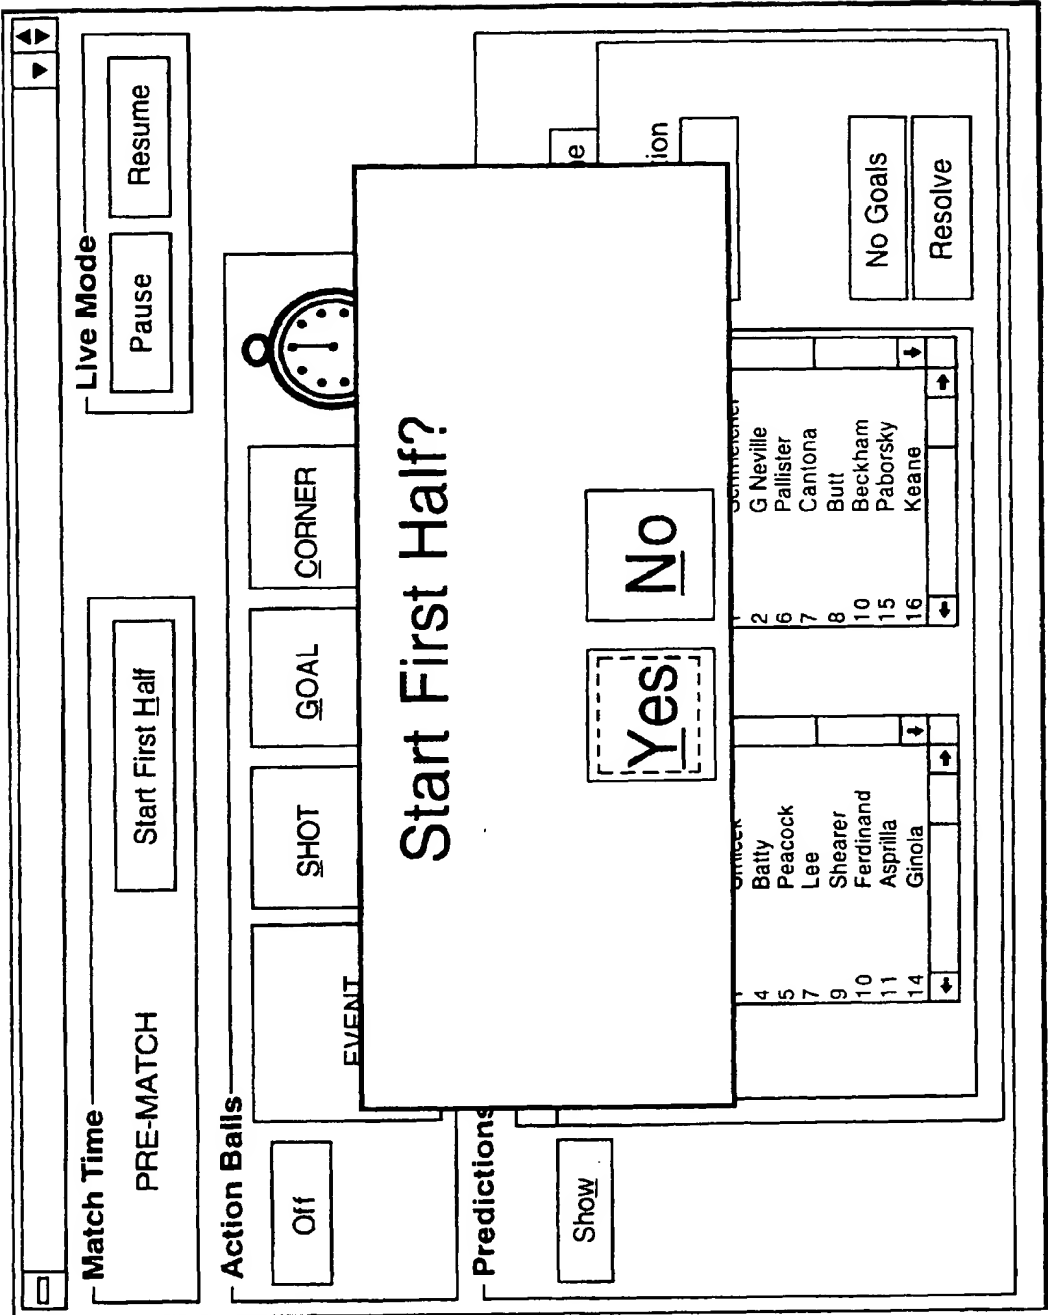 Match Time
Live Mode
PRE-MATCH
Start First Half
Pause
Resume
Action Balls
Off
EVENT
SHOT
GOAL
CORNER
Start First Half?
Yes
No
Predictions
Show
4 Batty
5 Peacock
7 Lee
9 Shearer
10 Ferdinand
11 Asprilla
14 Ginola
2 G Neville
6 Pallister
7 Cantona
8 Butt
10 Beckham
15 Paborsky
16 Keane
No Goals
Resolve